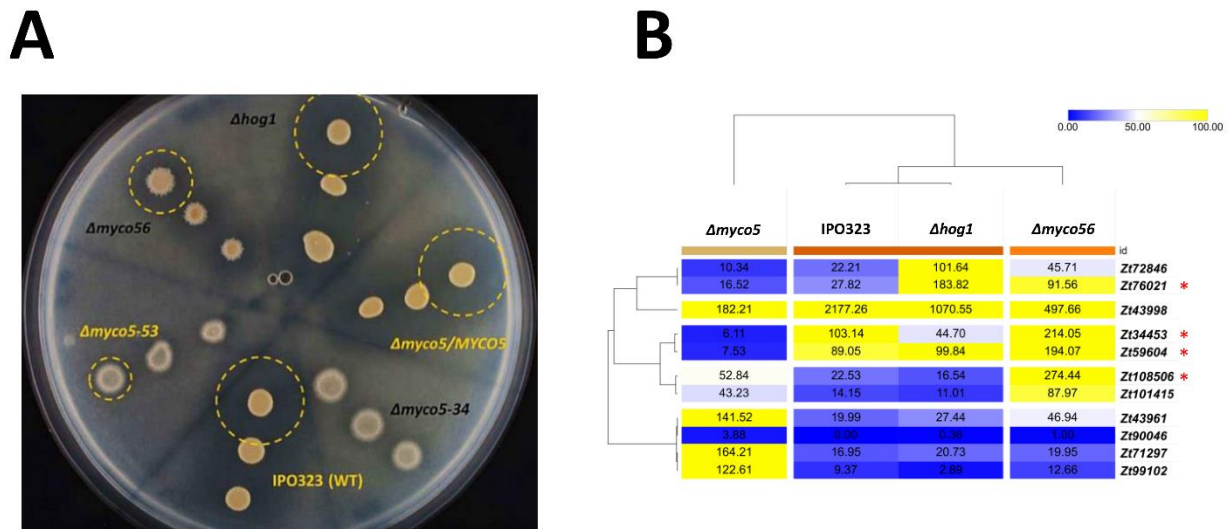 A
B
Δhog1
Δmyco56
Δmyco5-53
Δmyco5/MYCO5
Δmyco5-34
IPO323 (WT)
0.00 50.00 100.00
Δmyco5 IPO323 Δhog1 Δmyco56
id
10.34 22.21 101.64 45.71 Zt72846
16.52 27.82 183.82 91.56 Zt76021 *
182.21 2177.26 1070.55 497.66 Zt43998
6.11 103.14 44.70 214.05 Zt34453 *
7.53 89.05 99.84 194.07 Zt59604 *
52.84 22.53 16.54 274.44 Zt108506 *
43.23 14.15 11.01 87.97 Zt101415
141.52 19.99 27.44 46.94 Zt43961
3.88 0.00 0.36 1.00 Zt90046
164.21 16.95 20.73 19.95 Zt71297
122.61 9.37 2.89 12.66 Zt99102